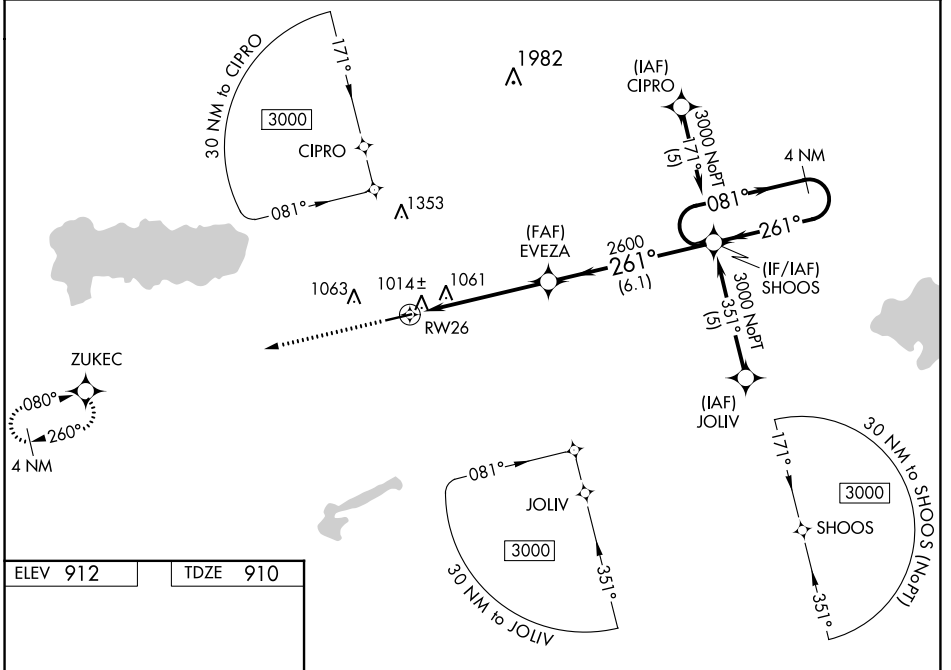 30 NM to CIPRO
171°
3000
CIPRO
081°
1982
1353
(IAF)
CIPRO
3000 NoPT
171°
(5)
4 NM
081°
261°
(FAF)
EVEZA
2600
261°
(6.1)
(IF/IAF)
SHOOS
1063
1014±
1061
RW26
3000 NoPT
351°
(5)
(IAF)
JOLIV
ZUKEC
080°
260°
4 NM
081°
JOLIV
3000
351°
30 NM to JOLIV
171°
30 NM to SHOOS (NoPT)
3000
SHOOS
351°
ELEV 912
TDZE 910